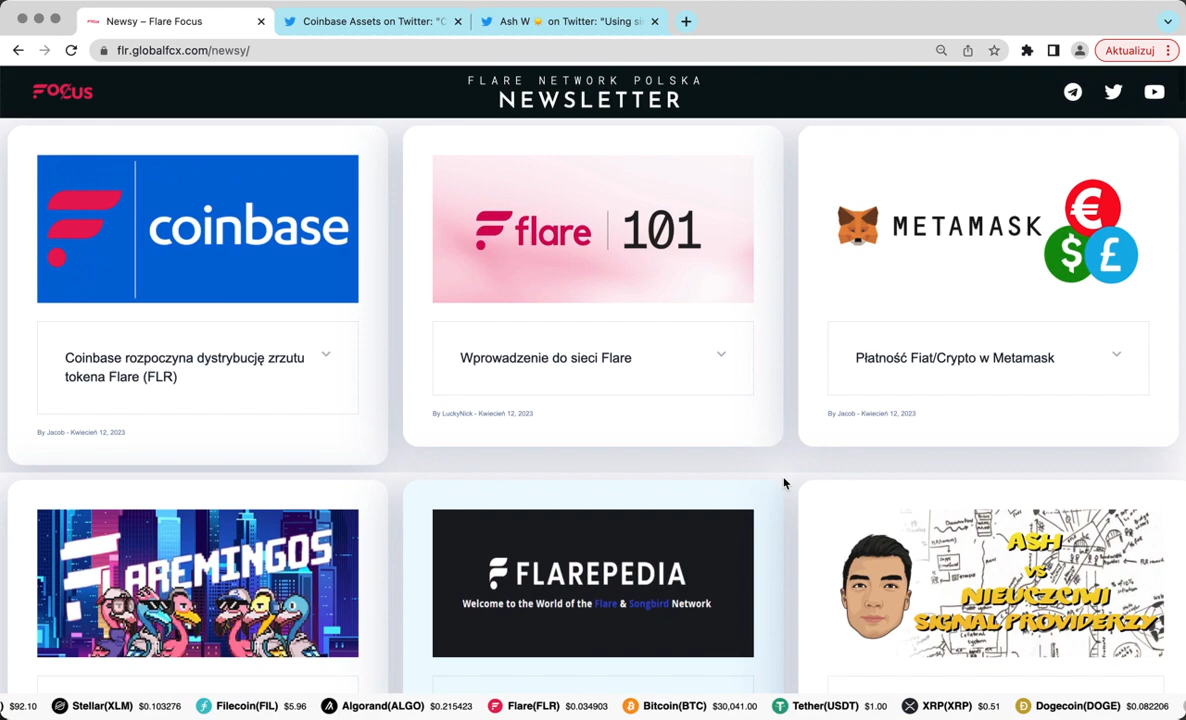 Newsy – Flare Focus
Coinbase Assets on Twitter: "C
Ash W on Twitter: "Using si
flr.globalfcx.com/newsy/
Aktualizuj
FOCUS
FLARE NETWORK POLSKA
NEWSLETTER
coinbase
flare 101
METAMASK
€
$ £
Coinbase rozpoczyna dystrybucję zrzutu
tokena Flare (FLR)
Wprowadzenie do sieci Flare
Płatność Fiat/Crypto w Metamask
By Jacob - Kwiecień 12, 2023
By LuckyNick - Kwiecień 12, 2023
By Jacob - Kwiecień 12, 2023
FLAREMINGOS
FLAREPEDIA
Welcome to the World of the Flare & Songbird Network
ASH
VS
NIEUCZCIWI
SIGNAL PROVIDERZY
) $92.10 Stellar(XLM) $0.103276 Filecoin(FIL) $5.96 Algorand(ALGO) $0.215423 Flare(FLR) $0.034903 Bitcoin(BTC) $30,041.00 Tether(USDT) $1.00 XRP(XRP) $0.51 Dogecoin(DOGE) $0.082206